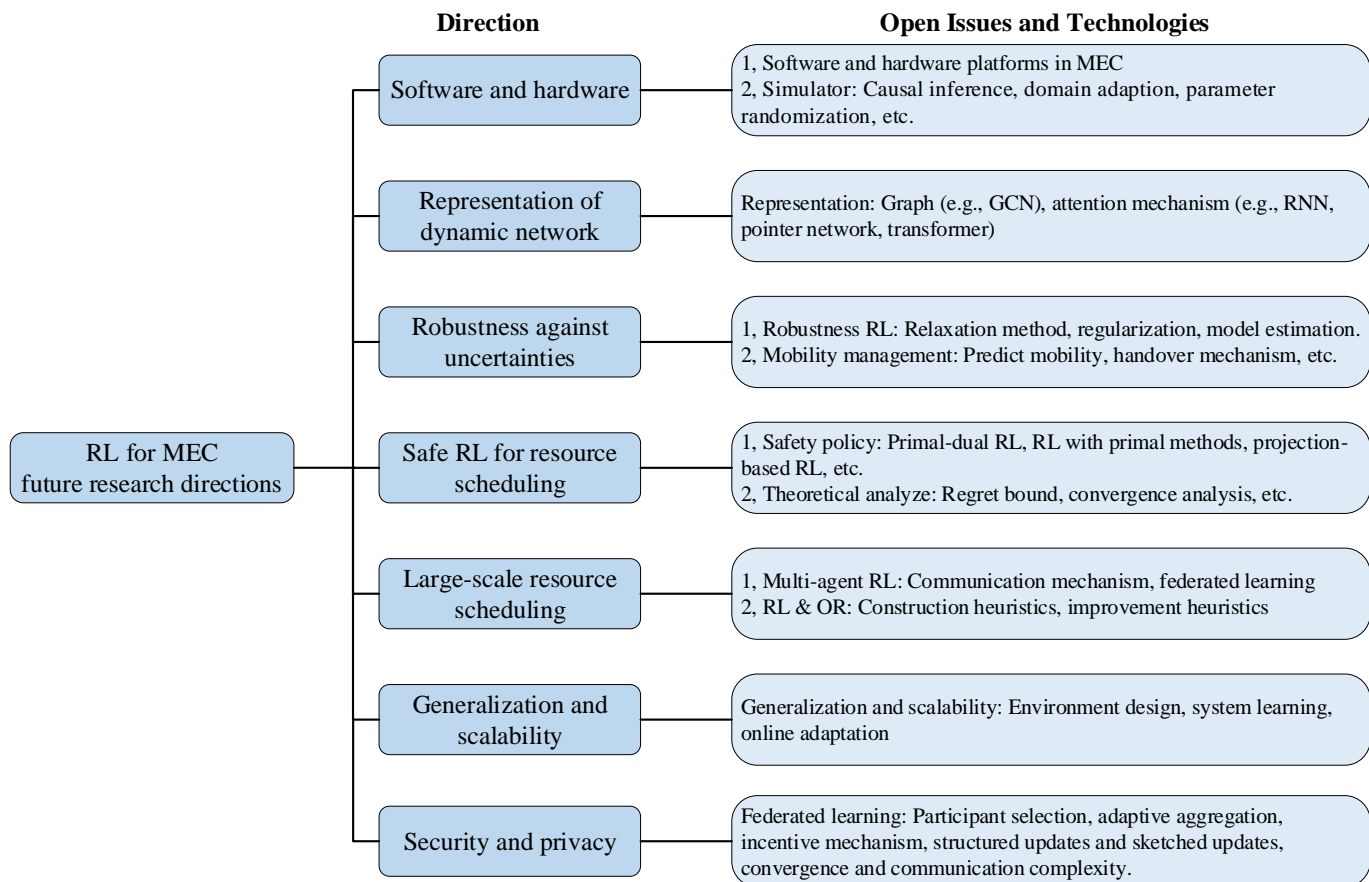 Direction
Open Issues and Technologies
Software and hardware
1, Software and hardware platforms in MEC
2, Simulator: Causal inference, domain adaption, parameter
randomization, etc.
Representation of
dynamic network
Representation: Graph (e.g., GCN), attention mechanism (e.g., RNN,
pointer network, transformer)
Robustness against
uncertainties
1, Robustness RL: Relaxation method, regularization, model estimation.
2, Mobility management: Predict mobility, handover mechanism, etc.
RL for MEC
future research directions
Safe RL for resource
scheduling
1, Safety policy: Primal-dual RL, RL with primal methods, projection-
based RL, etc.
2, Theoretical analyze: Regret bound, convergence analysis, etc.
Large-scale resource
scheduling
1, Multi-agent RL: Communication mechanism, federated learning
2, RL & OR: Construction heuristics, improvement heuristics
Generalization and
scalability
Generalization and scalability: Environment design, system learning,
online adaptation
Security and privacy
Federated learning: Participant selection, adaptive aggregation,
incentive mechanism, structured updates and sketched updates,
convergence and communication complexity.